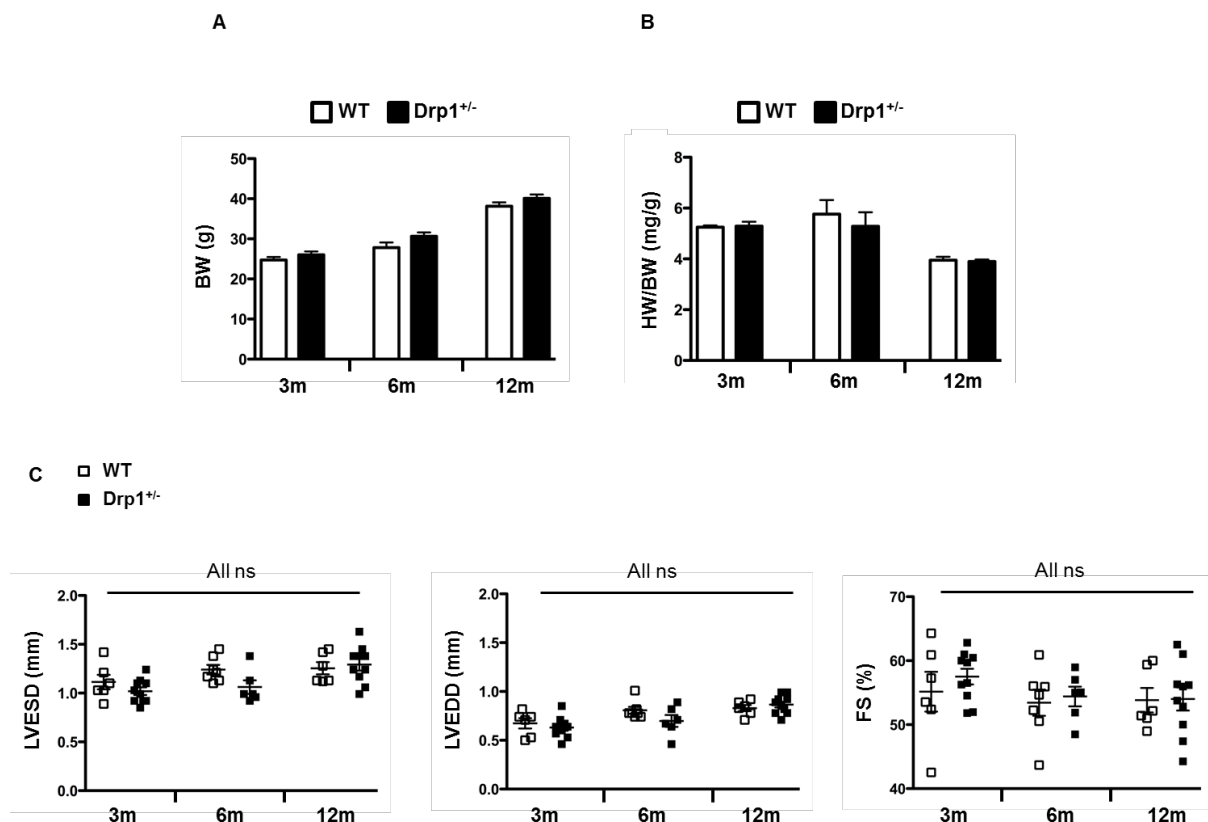 A
B
WT Drp1+/-
WT Drp1+/-
BW (g)
50
40
30
20
10
0
3m 6m 12m
HW/BW (mg/g)
8
6
4
2
0
3m 6m 12m
C
WT
Drp1+/-
All ns
LVESD (mm)
2.0
1.5
1.0
0.5
0.0
3m 6m 12m
All ns
LVEDD (mm)
2.0
1.5
1.0
0.5
0.0
3m 6m 12m
All ns
FS (%)
70
60
50
40
3m 6m 12m